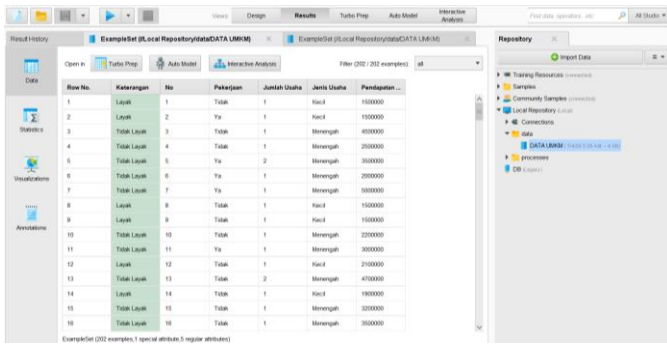 Views: Design Results Turbo Prep Auto Model Interactive Analysis Find data, operators...etc All Studio
Result History ExampleSet (//Local Repository/data/DATA UMKM) ExampleSet (//Local Repository/data/DATA UMKM) Repository
Import Data
Open in Turbo Prep Auto Model Interactive Analysis Filter (202 / 202 examples): all
Data
Statistics
Visualizations
Annotations
Row No. Keterangan No Pekerjaan Jumlah Usaha Jenis Usaha Pendapatan ...
1 Layak 1 Tidak 1 Kecil 1500000
2 Layak 2 Ya 1 Kecil 1500000
3 Tidak Layak 3 Tidak 1 Menengah 4500000
4 Tidak Layak 4 Tidak 1 Menengah 2500000
5 Tidak Layak 5 Ya 2 Menengah 3500000
6 Tidak Layak 6 Ya 1 Menengah 2000000
7 Tidak Layak 7 Ya 1 Menengah
8 Layak 8 Tidak 1 Kecil 1500000
9 Layak 9 Tidak 1 Kecil 1500000
10 Tidak Layak 10 Tidak 1 Menengah 2200000
11 Tidak Layak 11 Ya 1 Menengah 3000000
12 Layak 12 Tidak 1 Kecil 2100000
13 Tidak Layak 13 Tidak 2 Menengah 4700000
14 Layak 14 Tidak 1 Kecil 1900000
15 Tidak Layak 15 Tidak 1 Menengah 3200000
16 Tidak Layak 16 Tidak 1 Menengah 3500000
ExampleSet (202 examples,1 special attribute,5 regular attributes)
Training Resources (connected)
Samples
Community Samples (connected)
Local Repository (Local)
Connections
data
DATA UMKM
processes
DB (Legacy)